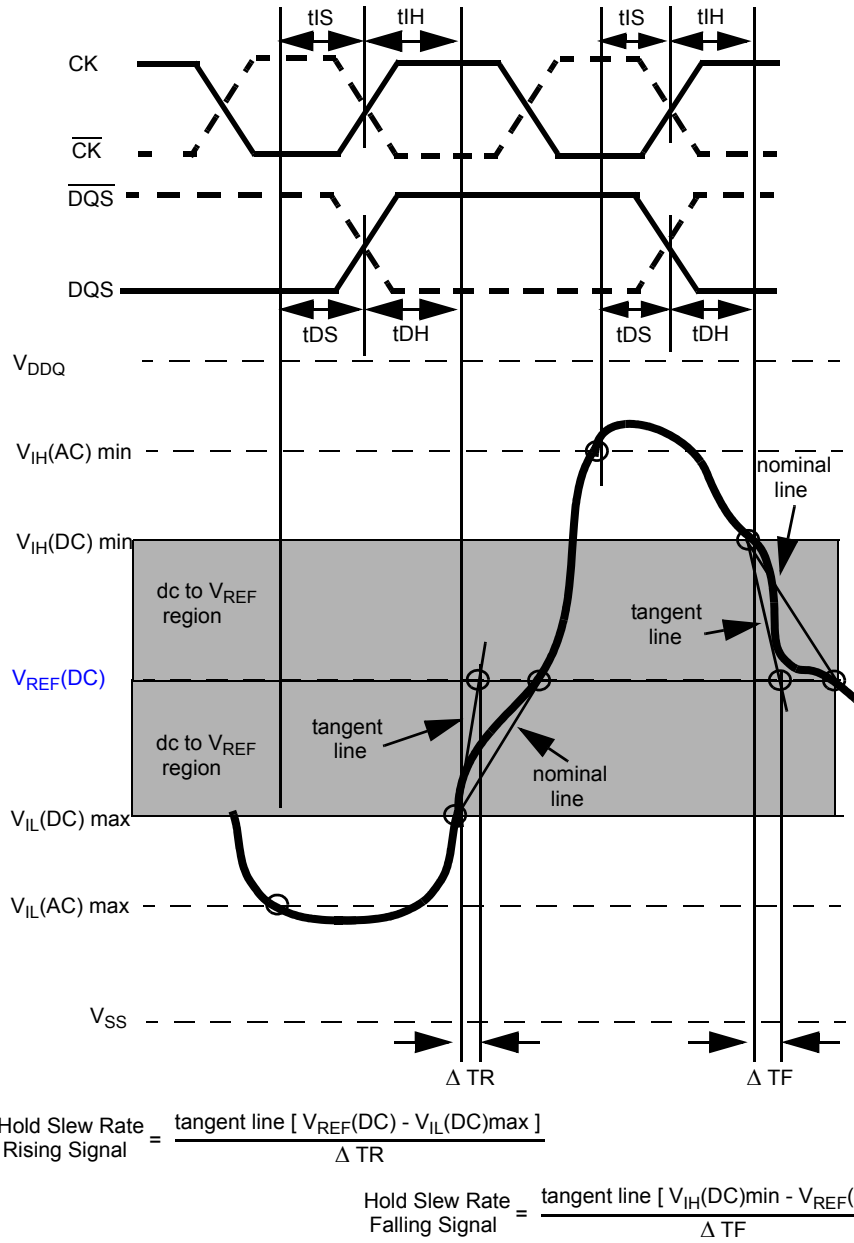 tIS tIH tIS tIH
CK
CK
DQS
DQS
tDS tDH tDS tDH
VDDQ
VIH(AC) min
nominal
line
VIH(DC) min
dc to VREF
region
tangent
line
VREF(DC)
tangent
line
dc to VREF
region
nominal
line
VIL(DC) max
VIL(AC) max
VSS
Δ TR Δ TF
Hold Slew Rate
Rising Signal
=
tangent line [ VREF(DC) - VIL(DC)max ]
Δ TR
Hold Slew Rate
Falling Signal
=
tangent line [ VIH(DC)min - VREF(
Δ TF